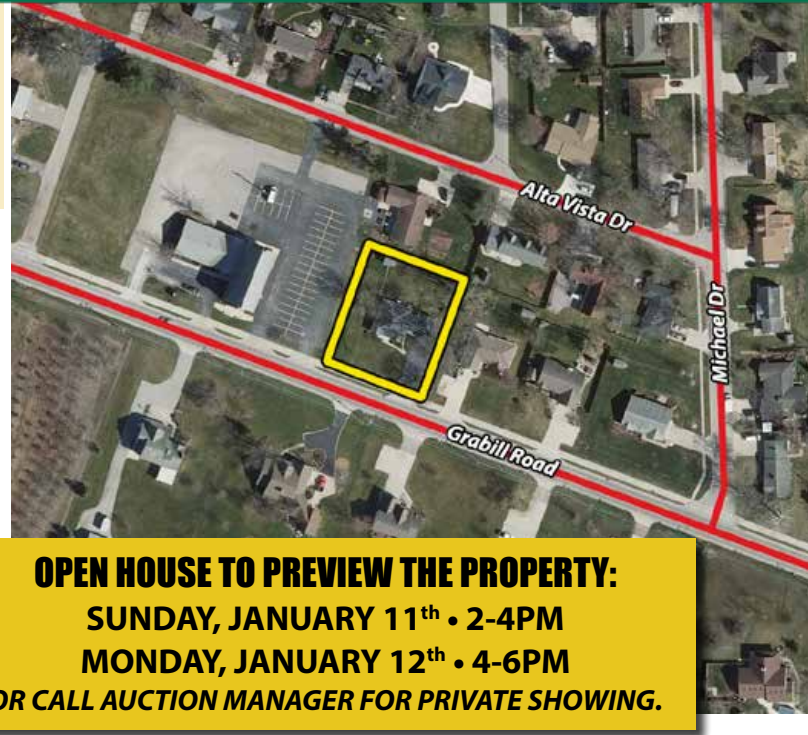 Alta Vista Dr
Michael Dr
Grabill Road
OPEN HOUSE TO PREVIEW THE PROPERTY:
SUNDAY, JANUARY 11th • 2-4PM
MONDAY, JANUARY 12th • 4-6PM
OR CALL AUCTION MANAGER FOR PRIVATE SHOWING.